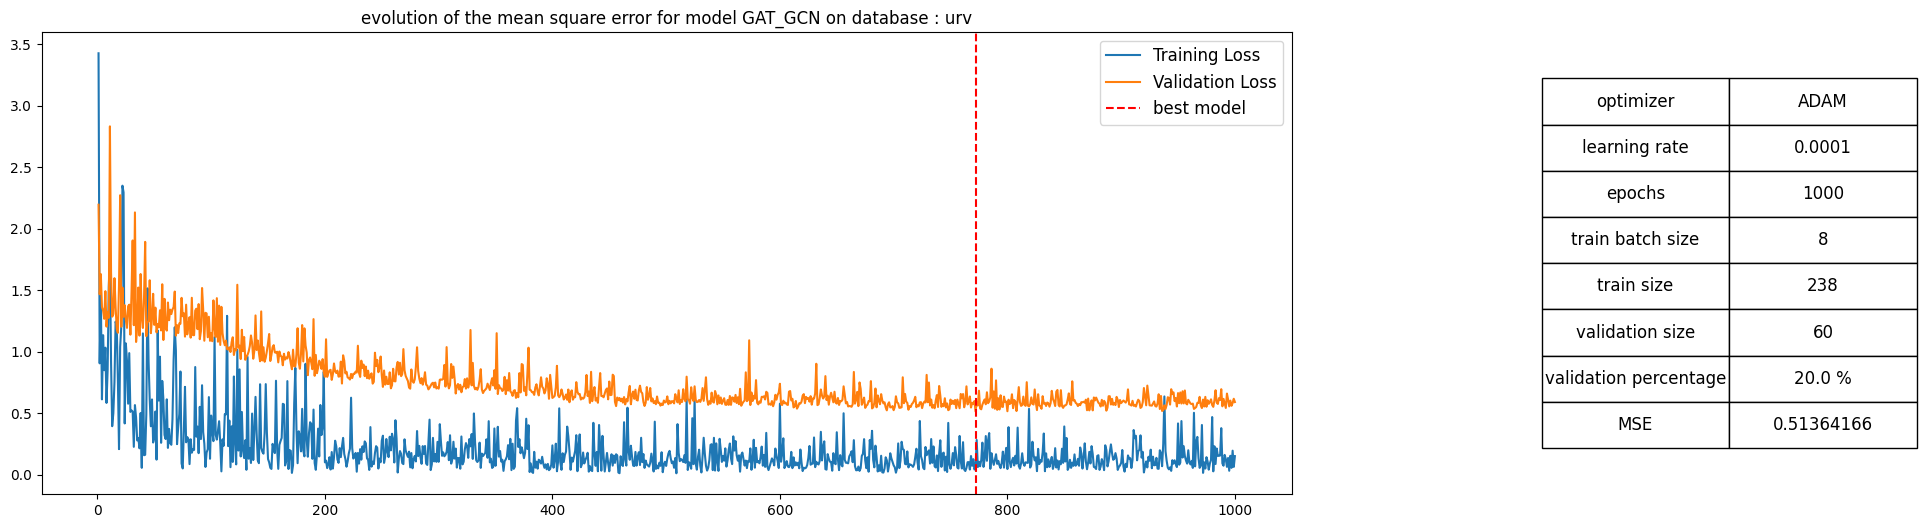 evolution of the mean square error for model GAT_GCN on database : urv
3.5
3.0
2.5
2.0
1.5
1.0
0.5
0.0
0
200
400
600
800
1000
Training Loss
Validation Loss
best model
optimizer ADAM
learning rate 0.0001
epochs 1000
train batch size 8
train size 238
validation size 60
validation percentage 20.0 %
MSE 0.51364166